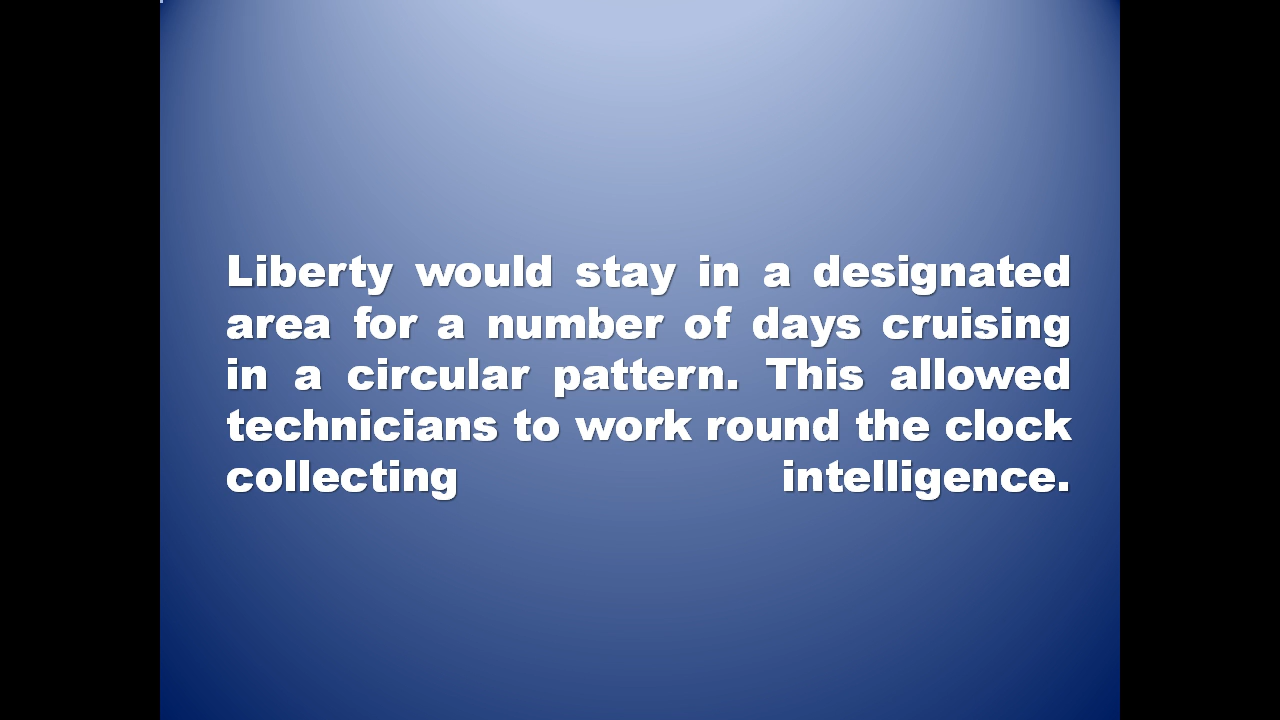 Liberty would stay in a designated
area for a number of days cruising
in a circular pattern. This allowed
technicians to work round the clock
collecting intelligence.